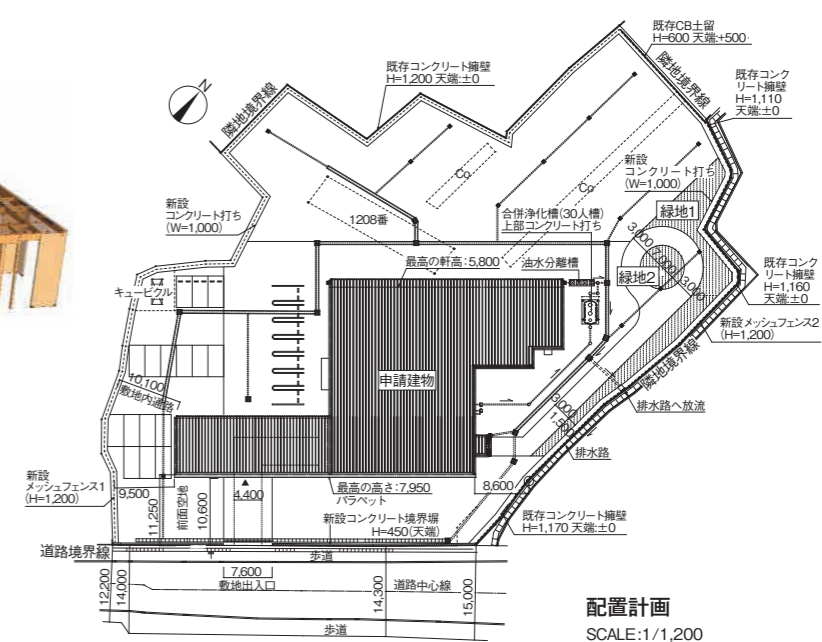 既存CB土留
H=600 天端:+500
隣地境界線
既存コンクリート擁壁
H=1,200 天端:±0
既存コンク
リート擁壁
H=1,110
天端:±0
N
隣地境界線
新設
コンクリート打ち
(W=1,000)
Co
Co
緑地1
新設
コンクリート打ち
(W=1,000)
合併浄化槽(30人槽)
上部コンクリート打ち
1208番
3,000
7,000
3,000
最高の軒高:5,800
油水分離槽
緑地2
既存コンク
リート擁壁
H=1,160
天端:±0
キュービクル
新設メッシュフェンス2
(H=1,200)
隣地境界線
申請建物
10,100
敷地内通路
排水路へ放流
3,000
1,500
排水路
新設
メッシュフェンス1
(H=1,200)
9,500
11,250
前面空地
10,600
4,400
最高の高さ:7,950
パラペット
8,600
新設コンクリート境界塀
H=450(天端)
既存コンクリート擁壁
H=1,170 天端:±0
道路境界線
歩道
7,600
敷地出入口
道路中心線
12,200
14,000
14,300
15,000
歩道
配置計画
SCALE:1/1,200